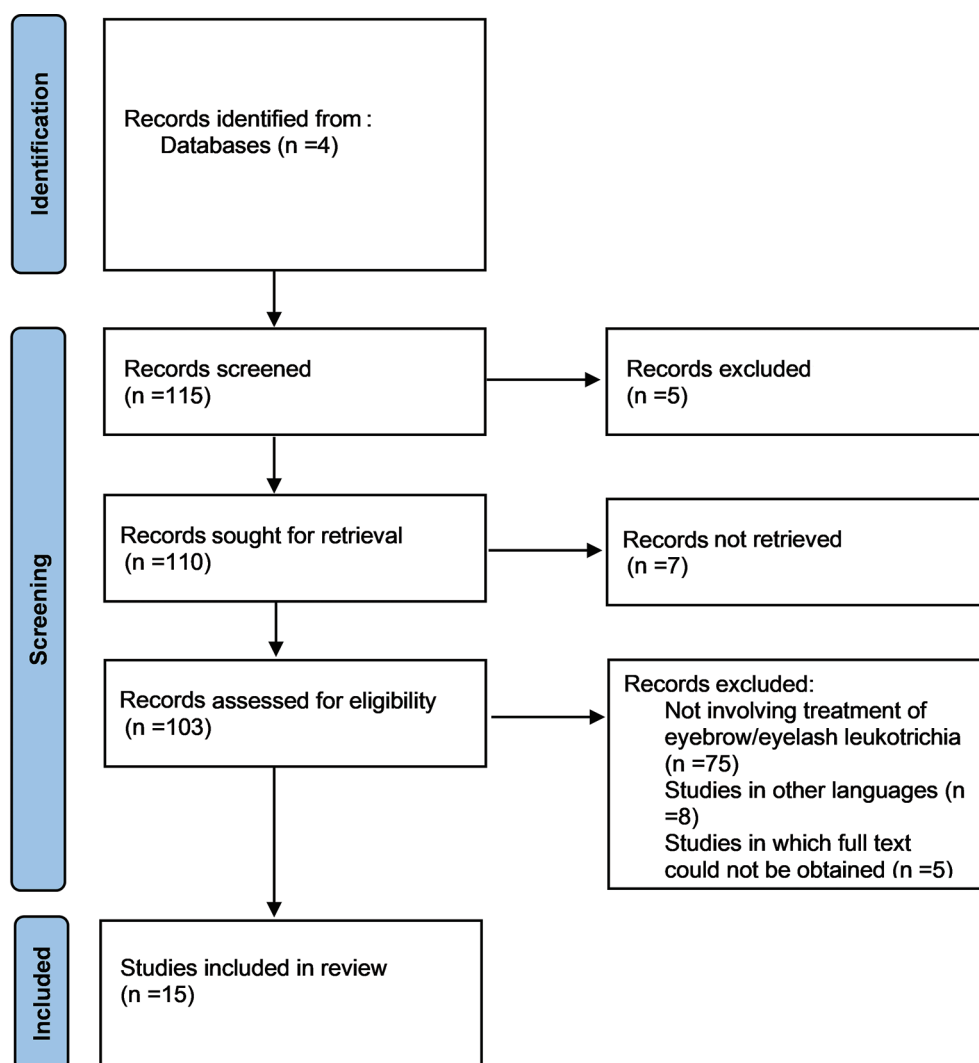 Identification
Records identified from :
Databases (n =4)
Screening
Records screened
(n =115)
Records excluded
(n =5)
Records sought for retrieval
(n =110)
Records not retrieved
(n =7)
Records assessed for eligibility
(n =103)
Records excluded:
Not involving treatment of
eyebrow/eyelash leukotrichia
(n =75)
Studies in other languages (n
=8)
Studies in which full text
could not be obtained (n =5)
Included
Studies included in review
(n =15)